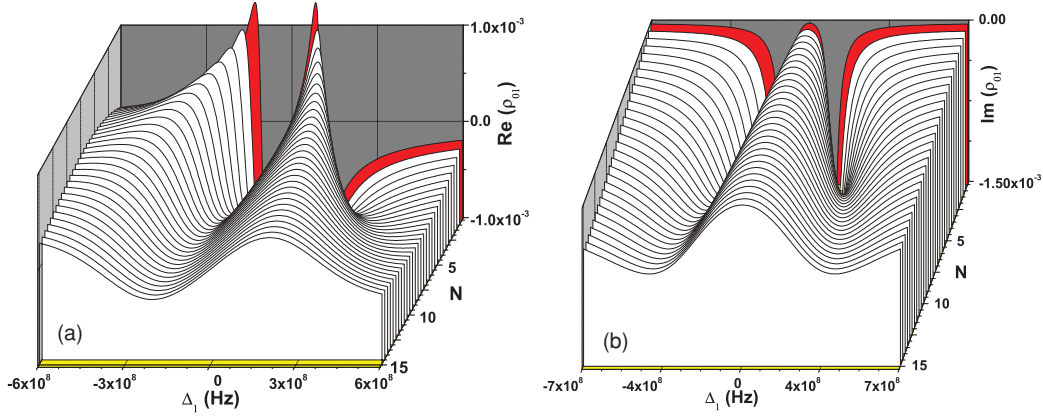 1.0x10⁻³
0.0
-1.0x10⁻³
Re (ρ₀₁)
5
10
15
N
(a)
-6x10⁸
-3x10⁸
0
3x10⁸
6x10⁸
Δ₁ (Hz)
0.00
-1.50x10⁻³
Im (ρ₀₁)
5
10
15
N
(b)
-7x10⁸
-4x10⁸
0
4x10⁸
7x10⁸
Δ₁ (Hz)